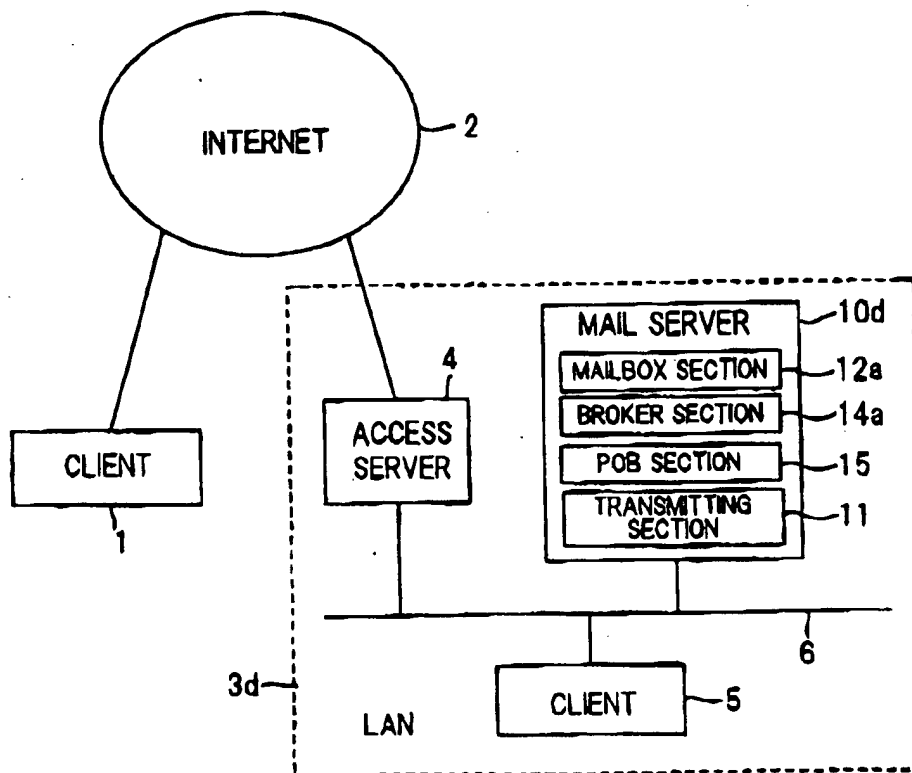 INTERNET
2
MAIL SERVER
10d
MAILBOX SECTION
12a
4
BROKER SECTION
14a
ACCESS
SERVER
CLIENT
POB SECTION
15
TRANSMITTING
SECTION
11
1
6
3d
CLIENT
5
LAN